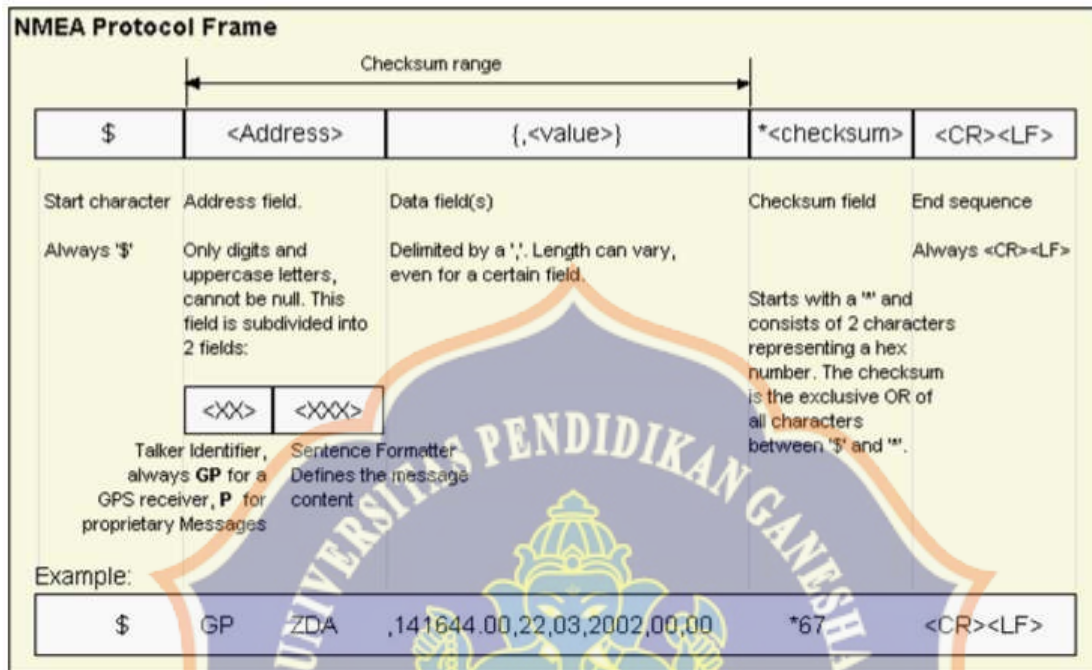 NMEA Protocol Frame
Checksum range
$ <Address> {,<value>} *<checksum> <CR><LF>
Start character
Always '$'
Address field.
Only digits and
uppercase letters,
cannot be null. This
field is subdivided into
2 fields:
<XX> <XXX>
Talker Identifier,
always GP for a
GPS receiver, P for
proprietary Messages
Sentence Formatter
Defines the message
content
Data field(s)
Delimited by a ','. Length can vary,
even for a certain field.
Checksum field
Starts with a '*' and
consists of 2 characters
representing a hex
number. The checksum
is the exclusive OR of
all characters
between '$' and '*'.
End sequence
Always <CR><LF>
Example:
$ GP ZDA ,141644.00,22,03,2002,00,00 *67 <CR><LF>
UNIVERSITAS PENDIDIKAN GANESHA